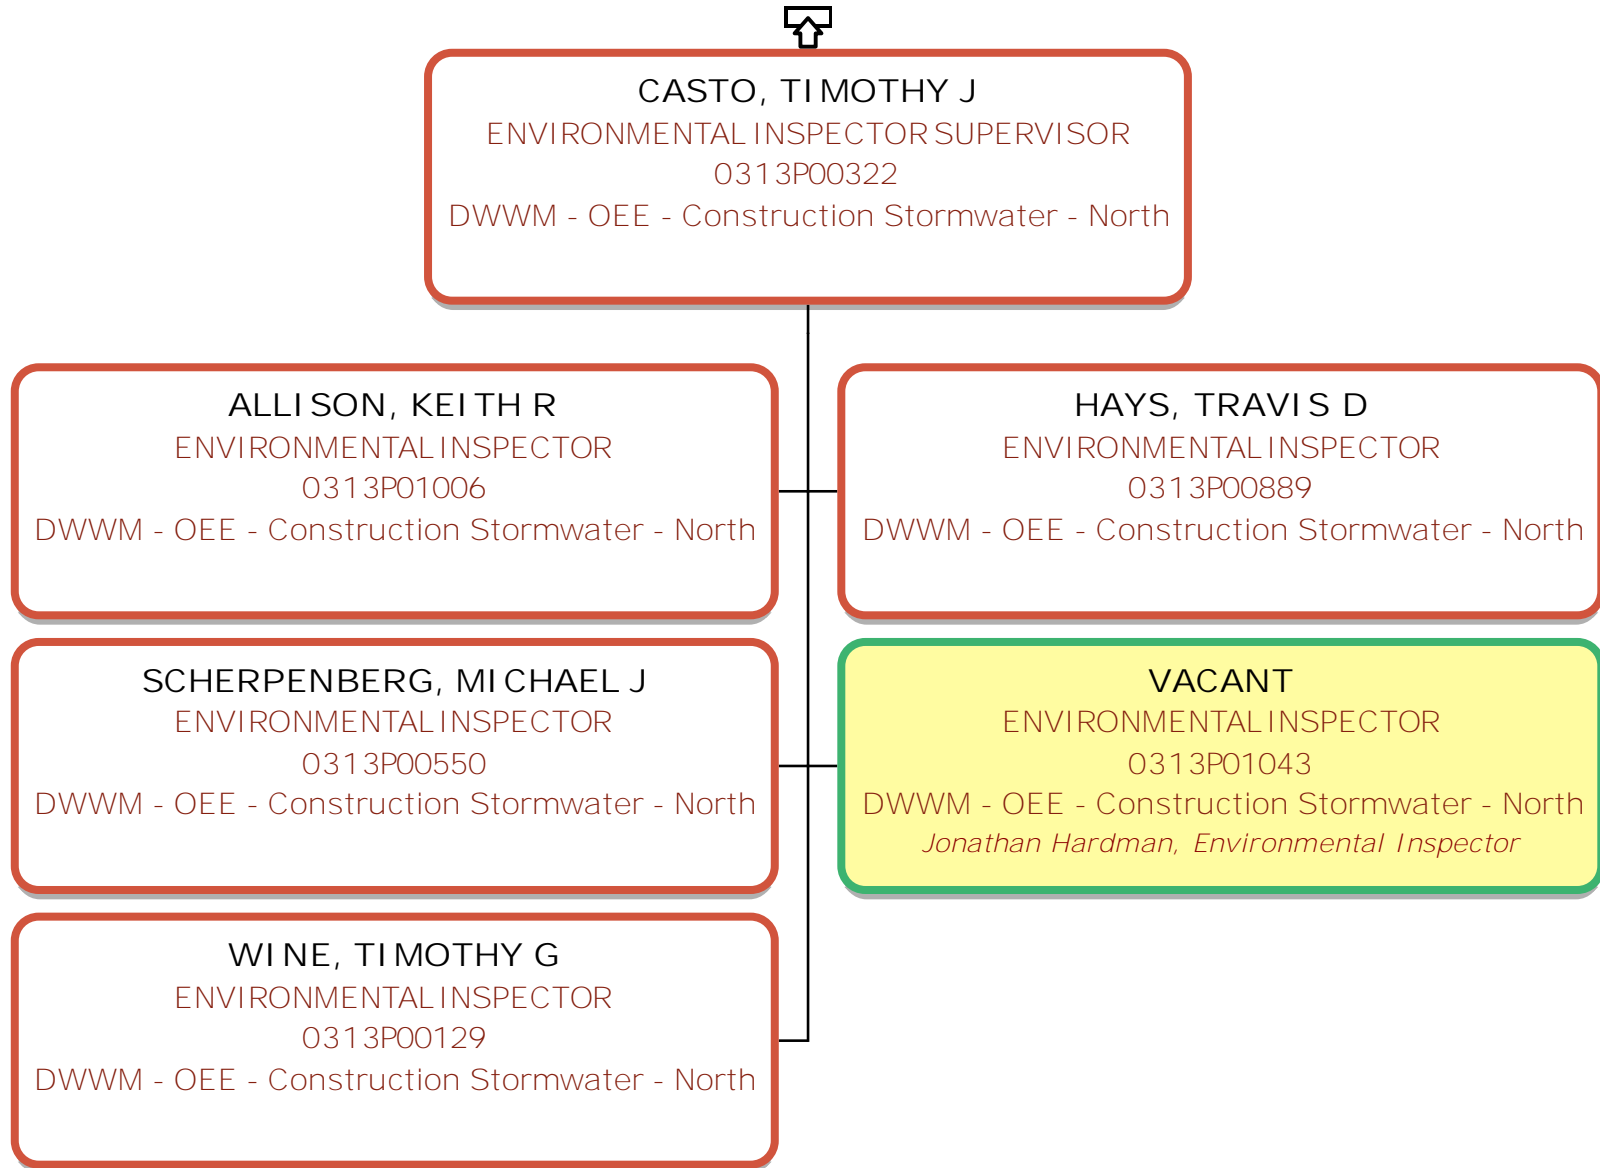 CASTO, TIMOTHY J
ENVIRONMENTAL INSPECTOR SUPERVISOR
0313P00322
DWWM - OEE - Construction Stormwater - North
ALLISON, KEITH R
ENVIRONMENTAL INSPECTOR
0313P01006
DWWM - OEE - Construction Stormwater - North
HAYS, TRAVIS D
ENVIRONMENTAL INSPECTOR
0313P00889
DWWM - OEE - Construction Stormwater - North
SCHERPENBERG, MICHAEL J
ENVIRONMENTAL INSPECTOR
0313P00550
DWWM - OEE - Construction Stormwater - North
VACANT
ENVIRONMENTAL INSPECTOR
0313P01043
DWWM - OEE - Construction Stormwater - North
Jonathan Hardman, Environmental Inspector
WINE, TIMOTHY G
ENVIRONMENTAL INSPECTOR
0313P00129
DWWM - OEE - Construction Stormwater - North